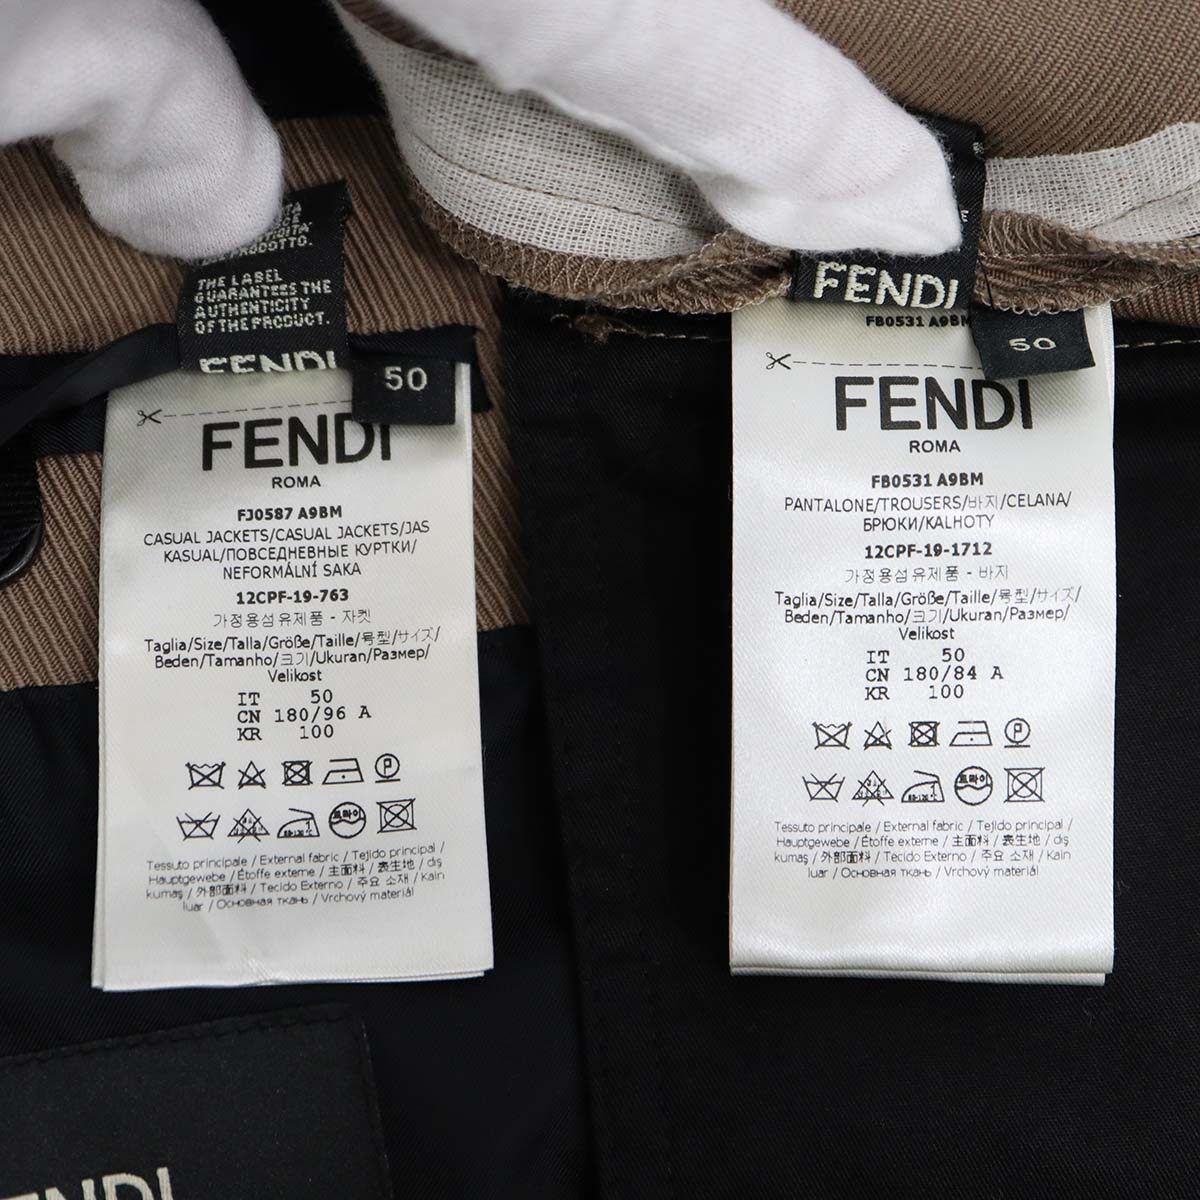 PRODOTTO.
THE LABEL
GUARANTEES THE
AUTHENTICITY
OF THE PRODUCT.
FENDI
50
FENDI
ROMA
FJ0587 A9BM
CASUAL JACKETS/CASUAL JACKETS/JAS
KASUAL/ПОВСЕДНЕВНЫЕ КУРТКИ/
NEFORMÁLNÍ SAKA
12CPF-19-763
가정용섬유제품 - 자켓
Taglia/Size/Talla/Größe/Taille/号型/サイズ/
Beden/Tamanho/크기/Ukuran/Размер/
Velikost
IT 50
CN 180/96 A
KR 100
P
드라이
Tessuto principale / External fabric / Tejido principal /
Hauptgewebe / Étoffe externe / 主面料 / 表生地 / dış
kumaş / 外部面料 / Tecido Externo / 주요 소재 / Kain
luar / Основная ткань / Vrchový materiál
FENDI
FENDI
FB0531 A9BM
50
FENDI
ROMA
FB0531 A9BM
PANTALONE/TROUSERS/바지/CELANA/
БРЮКИ/KALHOTY
12CPF-19-1712
가정용섬유제품 - 바지
Taglia/Size/Talla/Größe/Taille/号型/サイズ/
Beden/Tamanho/크기/Ukuran/Размер/
Velikost
IT 50
CN 180/84 A
KR 100
P
드라이
Tessuto principale / External fabric / Tejido principal /
Hauptgewebe / Étoffe externe / 主面料 / 表生地 / dış
kumaş / 外部面料 / Tecido Externo / 주요 소재 / Kain
luar / Основная ткань / Vrchový materiál